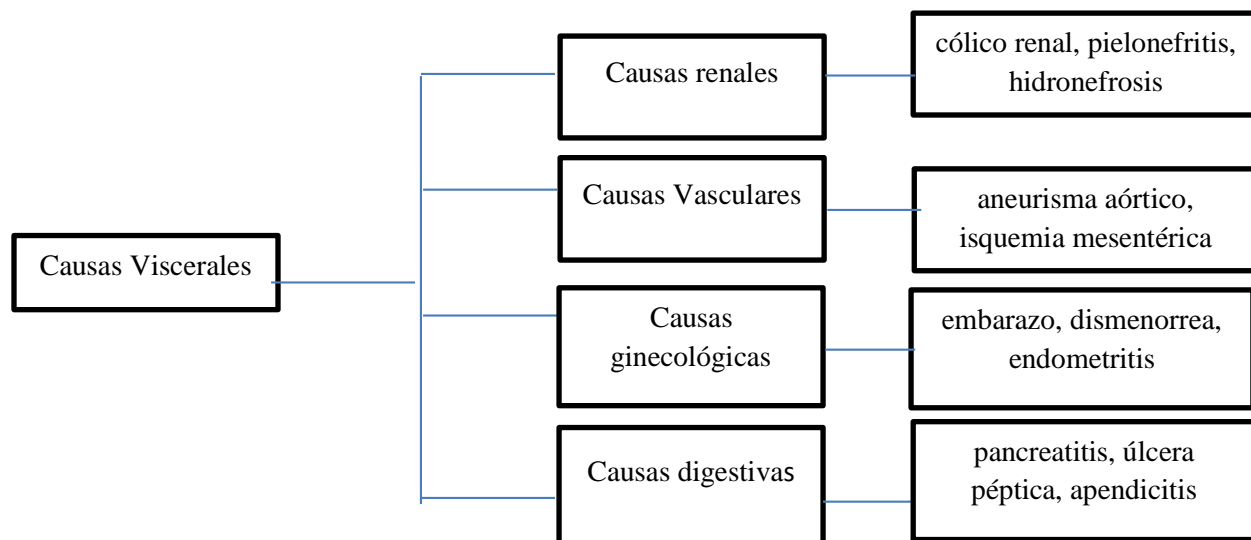 Causas Viscerales
Causas renales
cólico renal, pielonefritis,
hidronefrosis
Causas Vasculares
aneurisma aórtico,
isquemia mesentérica
Causas
ginecológicas
embarazo, dismenorrea,
endometritis
Causas digestivas
pancreatitis, úlcera
péptica, apendicitis